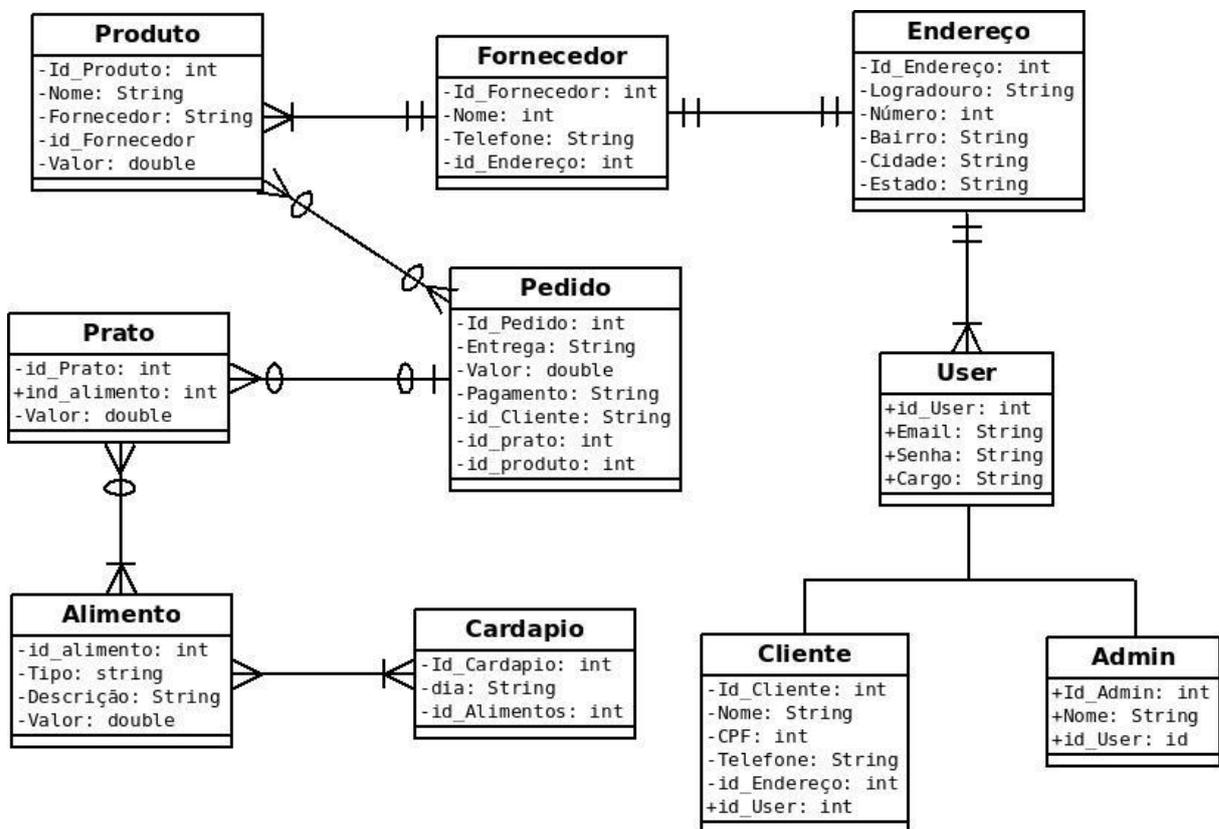 Produto
-Id_Produto: int
-Nome: String
-Fornecedor: String
-id_Fornecedor
-Valor: double
Fornecedor
-Id_Fornecedor: int
-Nome: int
-Telefone: String
-id_Endereço: int
Endereço
-Id_Endereço: int
-Logradouro: String
-Número: int
-Bairro: String
-Cidade: String
-Estado: String
Prato
-id_Prato: int
+ind_alimento: int
-Valor: double
Pedido
-Id_Pedido: int
-Entrega: String
-Valor: double
-Pagamento: String
-id_Cliente: String
-id_prato: int
-id_produto: int
User
+id_User: int
+Email: String
+Senha: String
+Cargo: String
Alimento
-id_alimento: int
-Tipo: string
-Descrição: String
-Valor: double
Cardapio
-Id_Cardapio: int
-dia: String
-id_Alimentos: int
Cliente
-Id_Cliente: int
-Nome: String
-CPF: int
-Telefone: String
-id_Endereço: int
+id_User: int
Admin
+Id_Admin: int
+Nome: String
+id_User: id